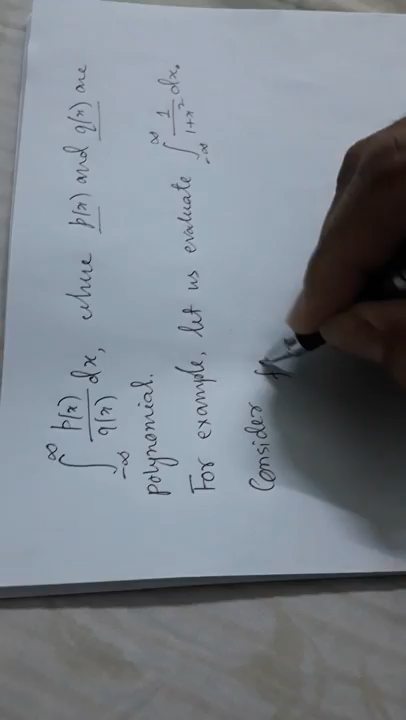 ∫_{-∞}^{∞} p(x)/q(x) dx, where p(x) and q(x) are
polynomial.
For example, let us evaluate ∫_{-∞}^{∞} 1/(1+x²) dx.
Consider f